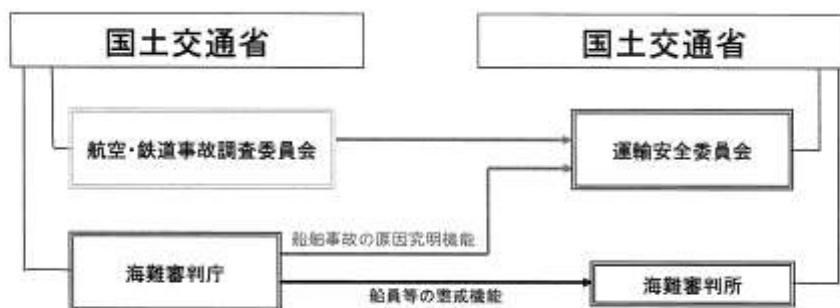 国土交通省
国土交通省
航空・鉄道事故調査委員会
運輸安全委員会
船舶事故の原因究明機能
海難審判庁
海難審判所
船員等の懲戒機能